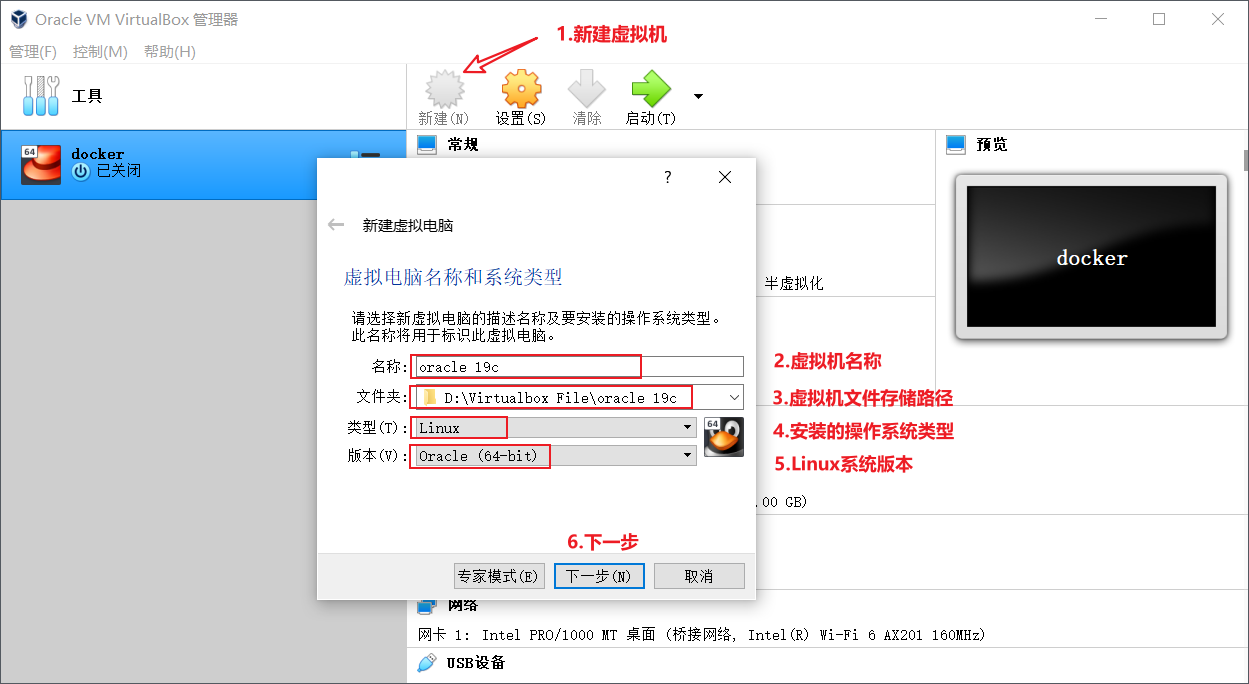 Oracle VM VirtualBox 管理器
管理(F) 控制(M) 帮助(H)
1.新建虚拟机
工具
新建(N) 设置(S) 清除 启动(T)
64
docker
已关闭
常规
预览
docker
半虚拟化
?
新建虚拟电脑
虚拟电脑名称和系统类型
请选择新虚拟电脑的描述名称及要安装的操作系统类型。
此名称将用于标识此虚拟电脑。
名称: oracle 19c
2.虚拟机名称
文件夹: D:\Virtualbox File\oracle 19c
3.虚拟机文件存储路径
类型(T): Linux
64
4.安装的操作系统类型
版本(V): Oracle (64-bit)
5.Linux系统版本
.00 GB)
6.下一步
专家模式(E) 下一步(N) 取消
网络
网卡 1: Intel PRO/1000 MT 桌面 (桥接网络, Intel(R) Wi-Fi 6 AX201 160MHz)
USB设备